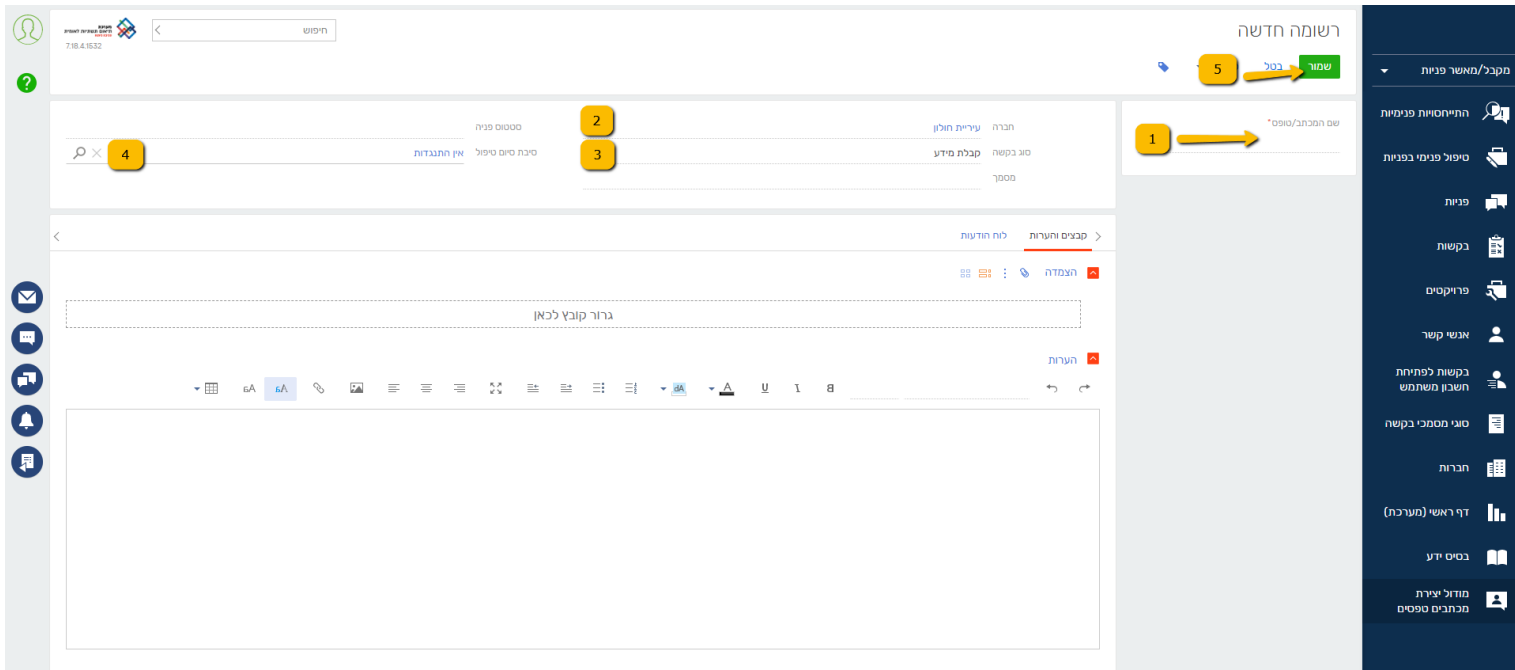 רשומה חדשה
שמור
בטל
5
חיפוש
7.18.4.1532
מקבל/מאשר פניות
התייחסויות פנימיות
טיפול פנימי בפניות
פניות
בקשות
פרויקטים
אנשי קשר
בקשות לפתיחת
חשבון משתמש
סוגי מסמכי בקשה
חברות
דף ראשי (מערכת)
בסיס ידע
מודול יצירת
מכתבים טפסים
שם המכתב/טופס*
1
חברה עיריית חולון
2
סטטוס פניה
סוג בקשה קבלת מידע
3
סיבת סיום טיפול אין התנגדות
4
מסמך
קבצים והערות לוח הודעות
הצמדה
גרור קובץ לכאן
הערות
B I U A Ab Aa Aa
?